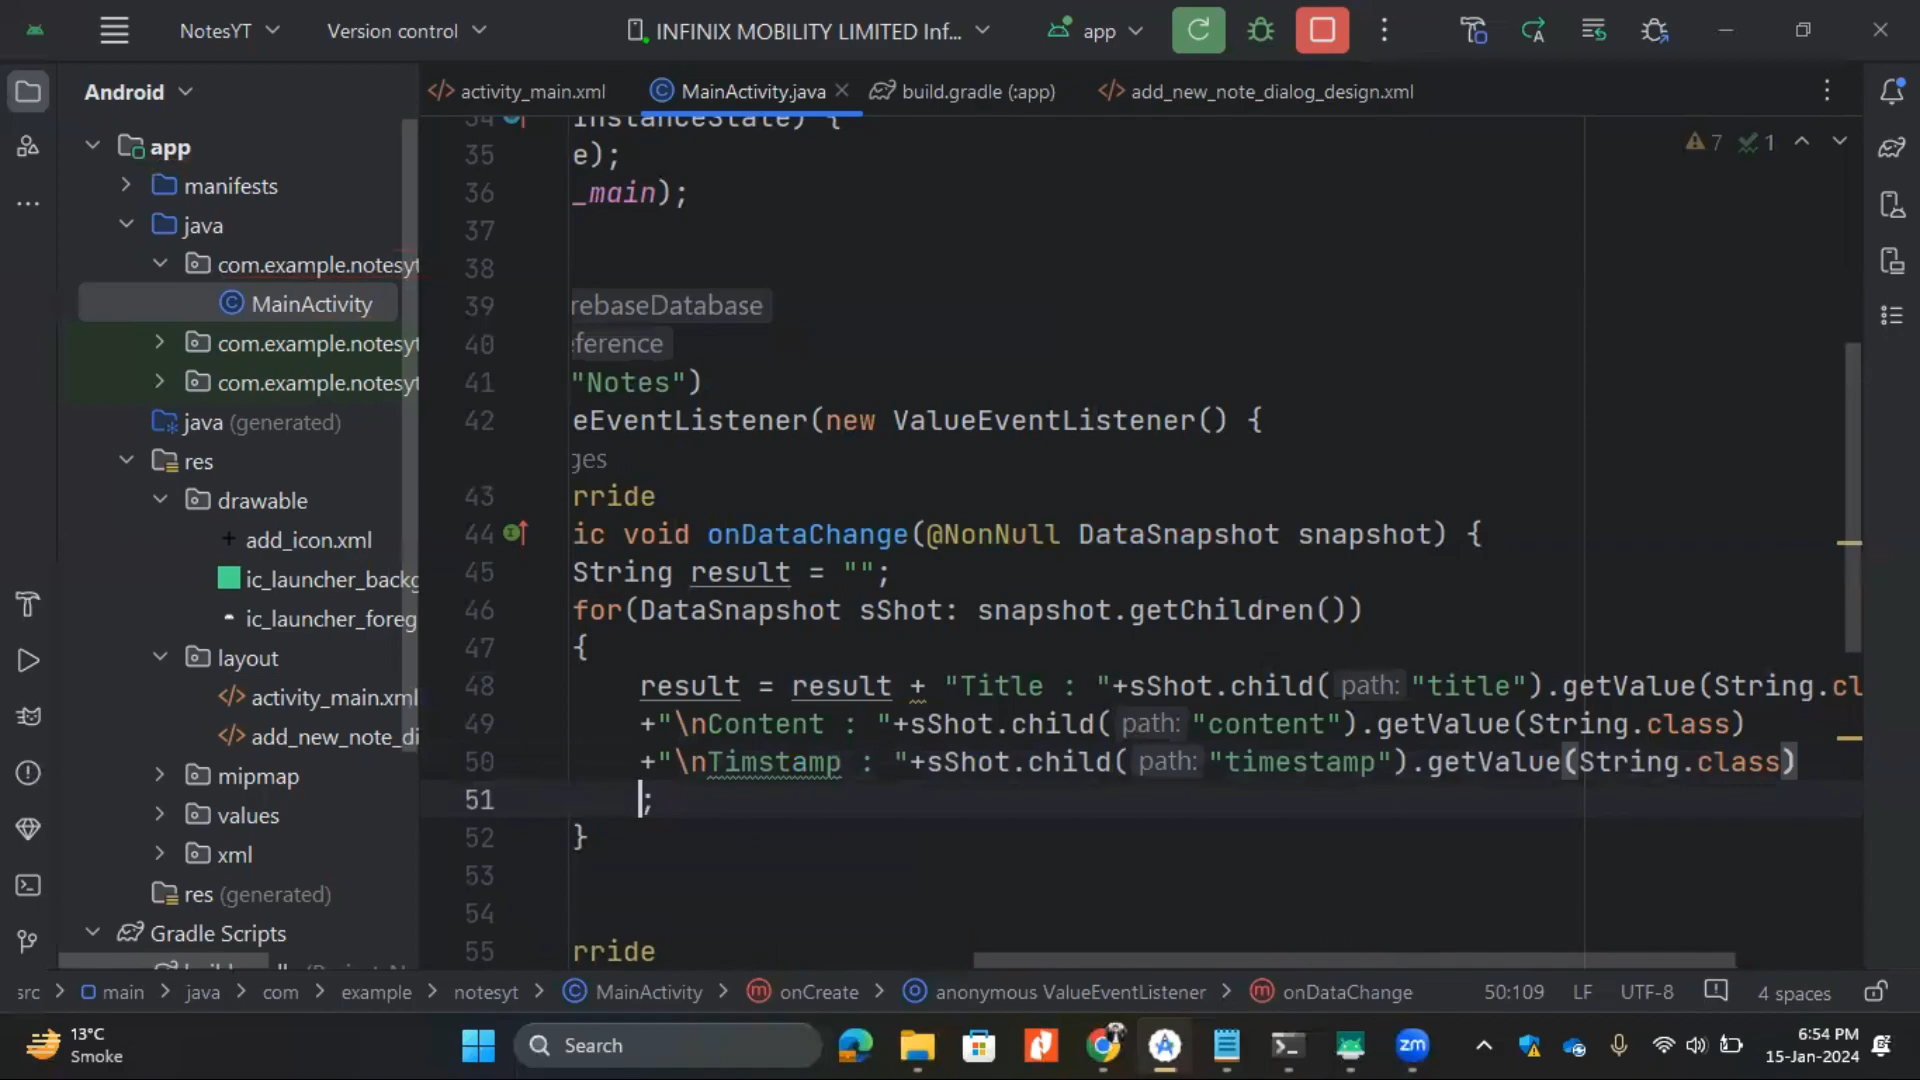 NotesYT
Version control
INFINIX MOBILITY LIMITED Inf...
app
Android
activity_main.xml
MainActivity.java
build.gradle (:app)
add_new_note_dialog_design.xml
app
manifests
java
com.example.notesyt
MainActivity
com.example.notesyt
com.example.notesyt
java (generated)
res
drawable
add_icon.xml
ic_launcher_backg
ic_launcher_foreg
layout
activity_main.xml
add_new_note_di
mipmap
values
xml
res (generated)
Gradle Scripts
7
1
34 InstanceState) {
35 e);
36 _main);
37
38
39 rebaseDatabase
40 eference
41 "Notes")
42 eEventListener(new ValueEventListener() {
ges
43 rride
44 ic void onDataChange(@NonNull DataSnapshot snapshot) {
45 String result = "";
46 for(DataSnapshot sShot: snapshot.getChildren())
47 {
48 result = result + "Title : "+sShot.child( path: "title").getValue(String.cl
49 +"\nContent : "+sShot.child( path: "content").getValue(String.class)
50 +"\nTimstamp : "+sShot.child( path: "timestamp").getValue(String.class)
51 ;
52 }
53
54
55 rride
src > main > java > com > example > notesyt > MainActivity > onCreate > anonymous ValueEventListener > onDataChange
50:109 LF UTF-8 4 spaces
13°C
Smoke
Search
zm
6:54 PM
15-Jan-2024